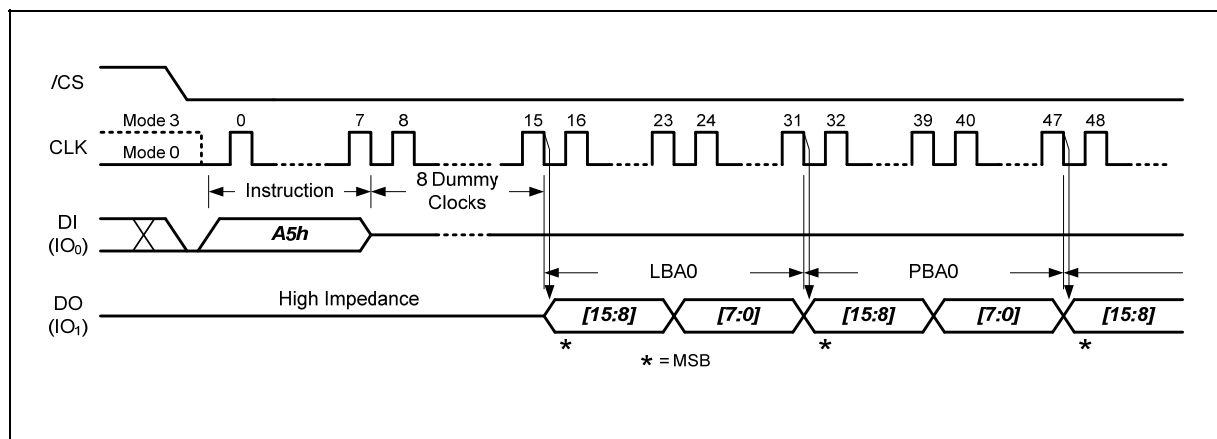 /CS
Mode 3 0 7 8 15 16 23 24 31 32 39 40 47 48
CLK
Mode 0
Instruction
8 Dummy
Clocks
DI
(IO0)
A5h
LBA0 PBA0
High Impedance
DO
(IO1)
[15:8] [7:0] [15:8] [7:0] [15:8]
* * *
* = MSB